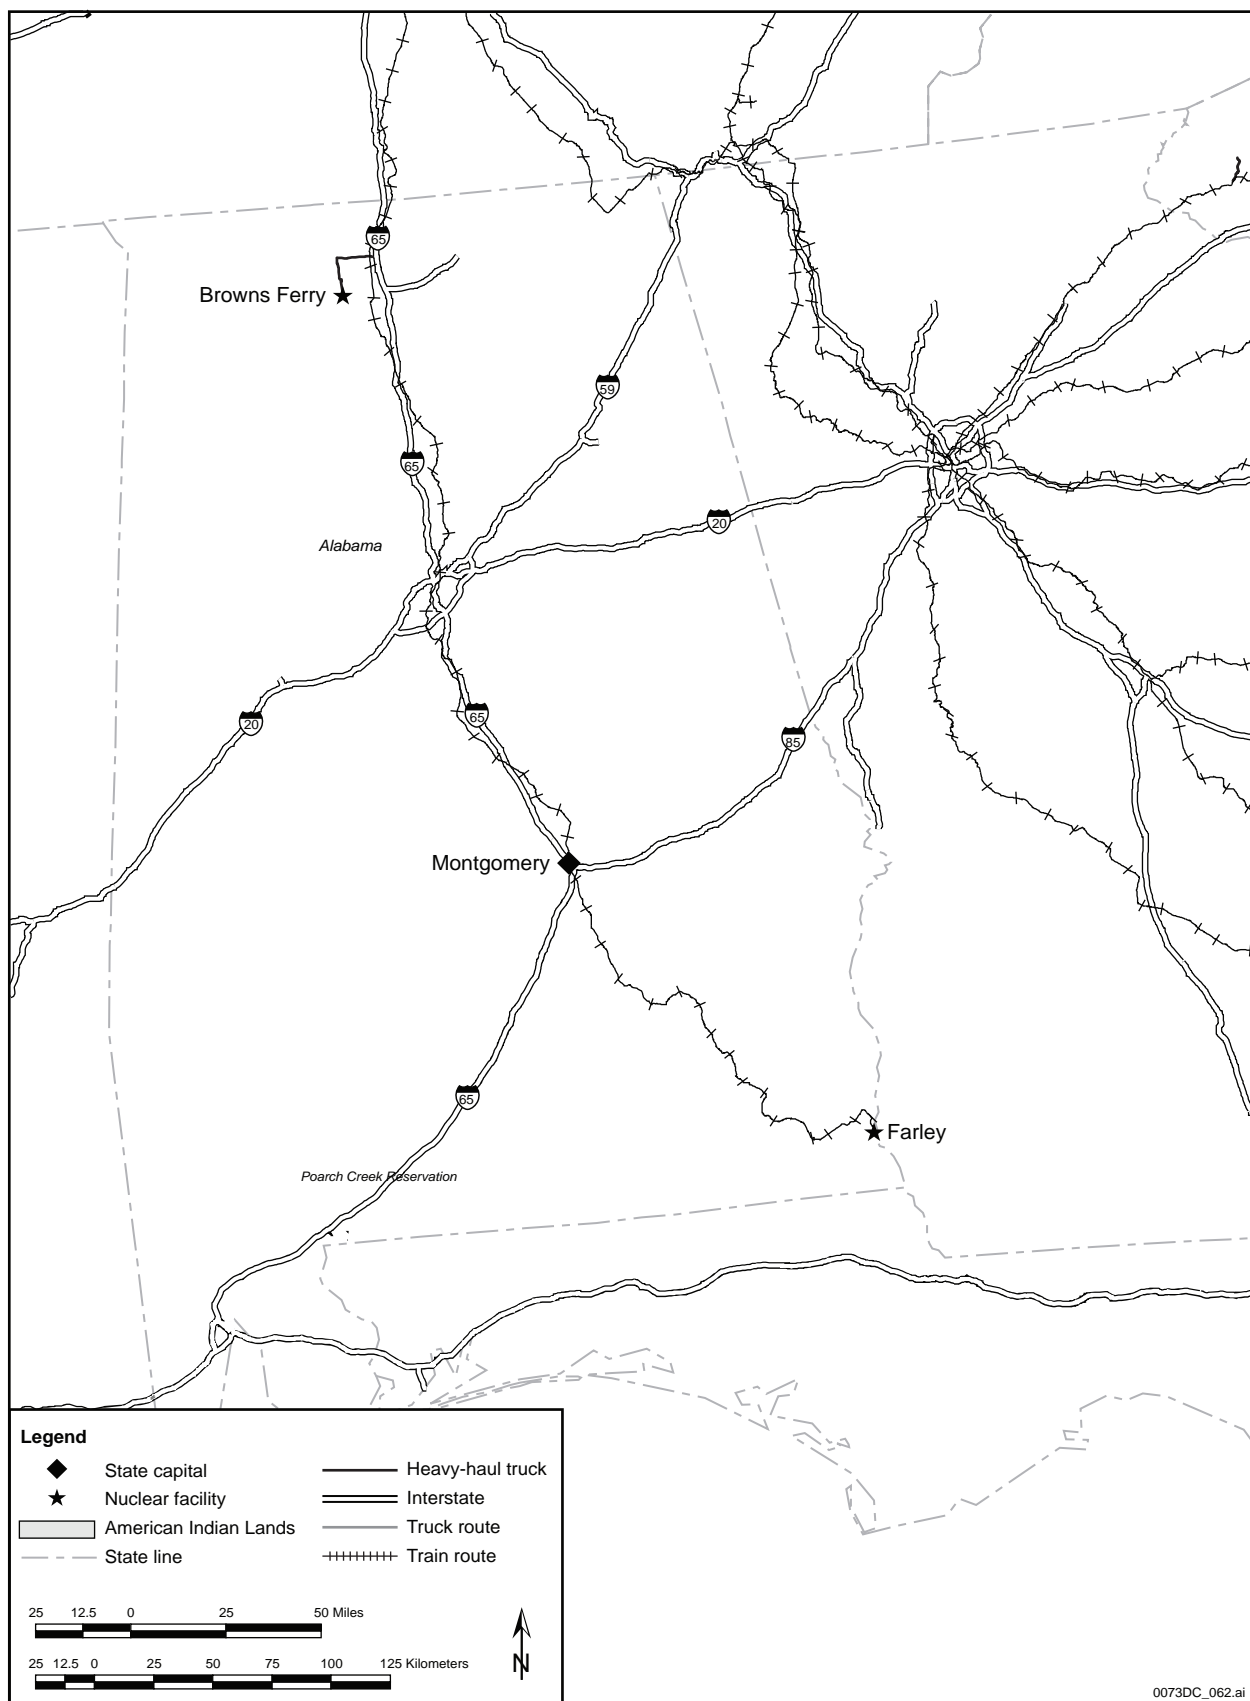 65
Browns Ferry
59
65
20
Alabama
65
20
85
Montgomery
65
Farley
Poarch Creek Reservation
Legend
State capital
Nuclear facility
American Indian Lands
State line
Heavy-haul truck
Interstate
Truck route
Train route
25 12.5 0 25 50 Miles
25 12.5 0 25 50 75 100 125 Kilometers
N
0073DC_062.ai